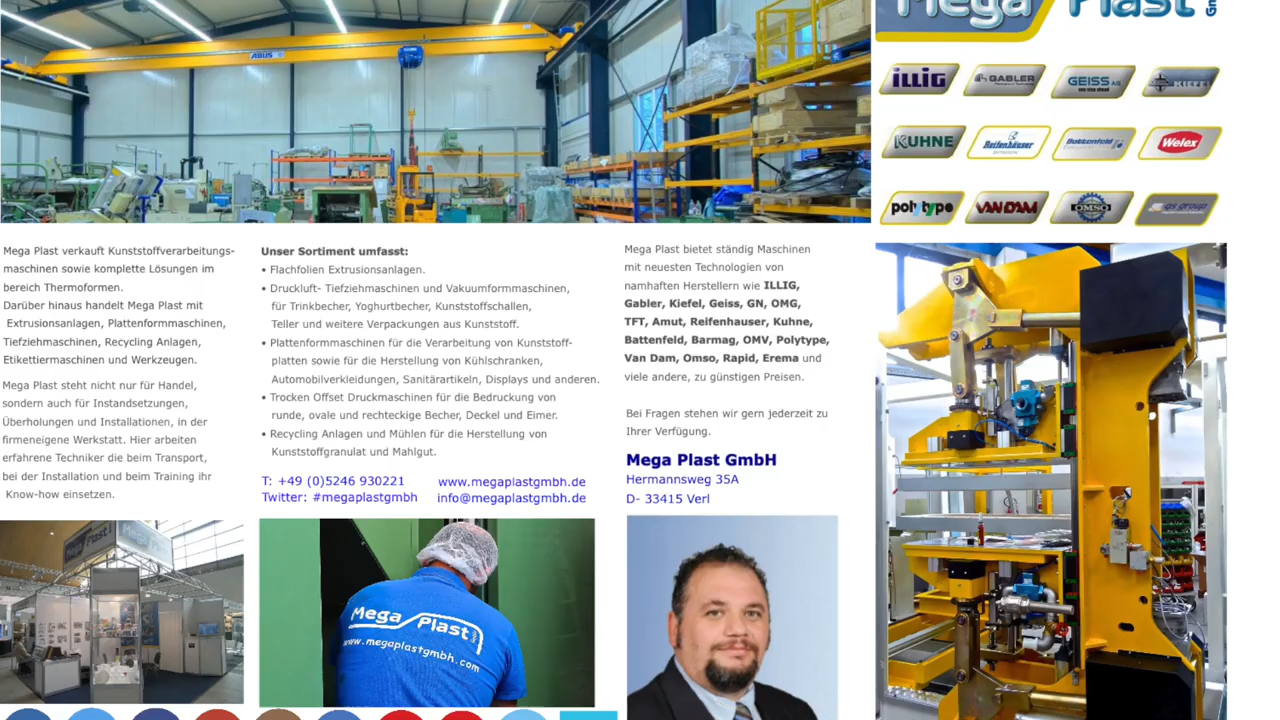 ABUS
Mega Plast
ILLIG
GABLER
GEISS AG
KIEFEL
KUHNE
Reifenhäuser
Battenfeld
Welex
polytype
VAN DAM
OMSO
gs group
Mega Plast verkauft Kunststoffverarbeitungs-
maschinen sowie komplette Lösungen im
bereich Thermoformen.
Darüber hinaus handelt Mega Plast mit
Extrusionsanlagen, Plattenformmaschinen,
Tiefziehmaschinen, Recycling Anlagen,
Etikettiermaschinen und Werkzeugen.
Mega Plast steht nicht nur für Handel,
sondern auch für Instandsetzungen,
Überholungen und Installationen, in der
firmeneigene Werkstatt. Hier arbeiten
erfahrene Techniker die beim Transport,
bei der Installation und beim Training ihr
Know-how einsetzen.
Unser Sortiment umfasst:
• Flachfolien Extrusionsanlagen.
• Druckluft- Tiefziehmaschinen und Vakuumformmaschinen,
für Trinkbecher, Yoghurtbecher, Kunststoffschallen,
Teller und weitere Verpackungen aus Kunststoff.
• Plattenformmaschinen für die Verarbeitung von Kunststoff-
platten sowie für die Herstellung von Kühlschranken,
Automobilverkleidungen, Sanitärartikeln, Displays und anderen.
• Trocken Offset Druckmaschinen für die Bedruckung von
runde, ovale and rechteckige Becher, Deckel und Eimer.
• Recycling Anlagen und Mühlen für die Herstellung von
Kunststoffgranulat und Mahlgut.
T: +49 (0)5246 930221
www.megaplastgmbh.de
Twitter: #megaplastgmbh
info@megaplastgmbh.de
Mega Plast bietet ständig Maschinen
mit neuesten Technologien von
namhaften Herstellern wie ILLIG,
Gabler, Kiefel, Geiss, GN, OMG,
TFT, Amut, Reifenhauser, Kuhne,
Battenfeld, Barmag, OMV, Polytype,
Van Dam, Omso, Rapid, Erema und
viele andere, zu günstigen Preisen.
Bei Fragen stehen wir gern jederzeit zu
Ihrer Verfügung.
Mega Plast GmbH
Hermannsweg 35A
D- 33415 Verl
Mega Plast
Mega Plast
www.megaplastgmbh.com